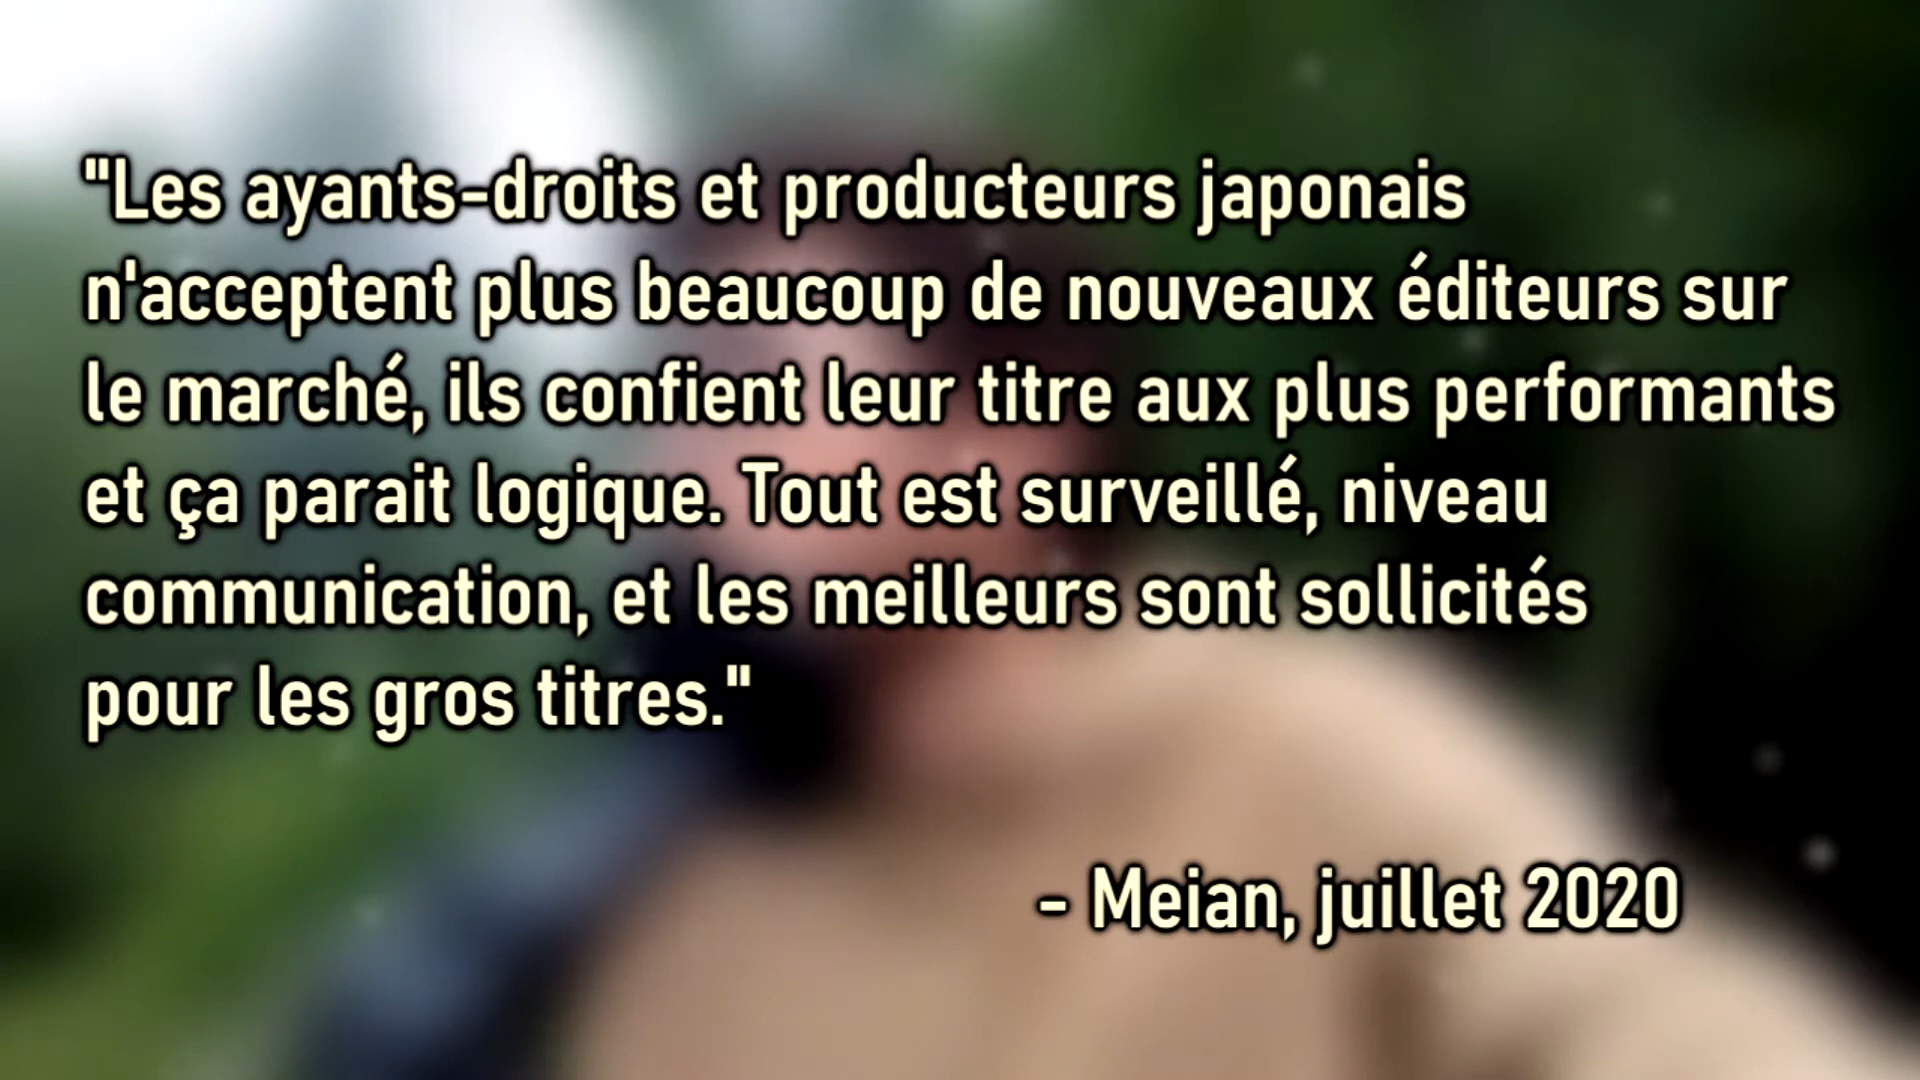 "Les ayants-droits et producteurs japonais
n'acceptent plus beaucoup de nouveaux éditeurs sur
le marché, ils confient leur titre aux plus performants
et ça parait logique. Tout est surveillé, niveau
communication, et les meilleurs sont sollicités
pour les gros titres."
- Meian, juillet 2020